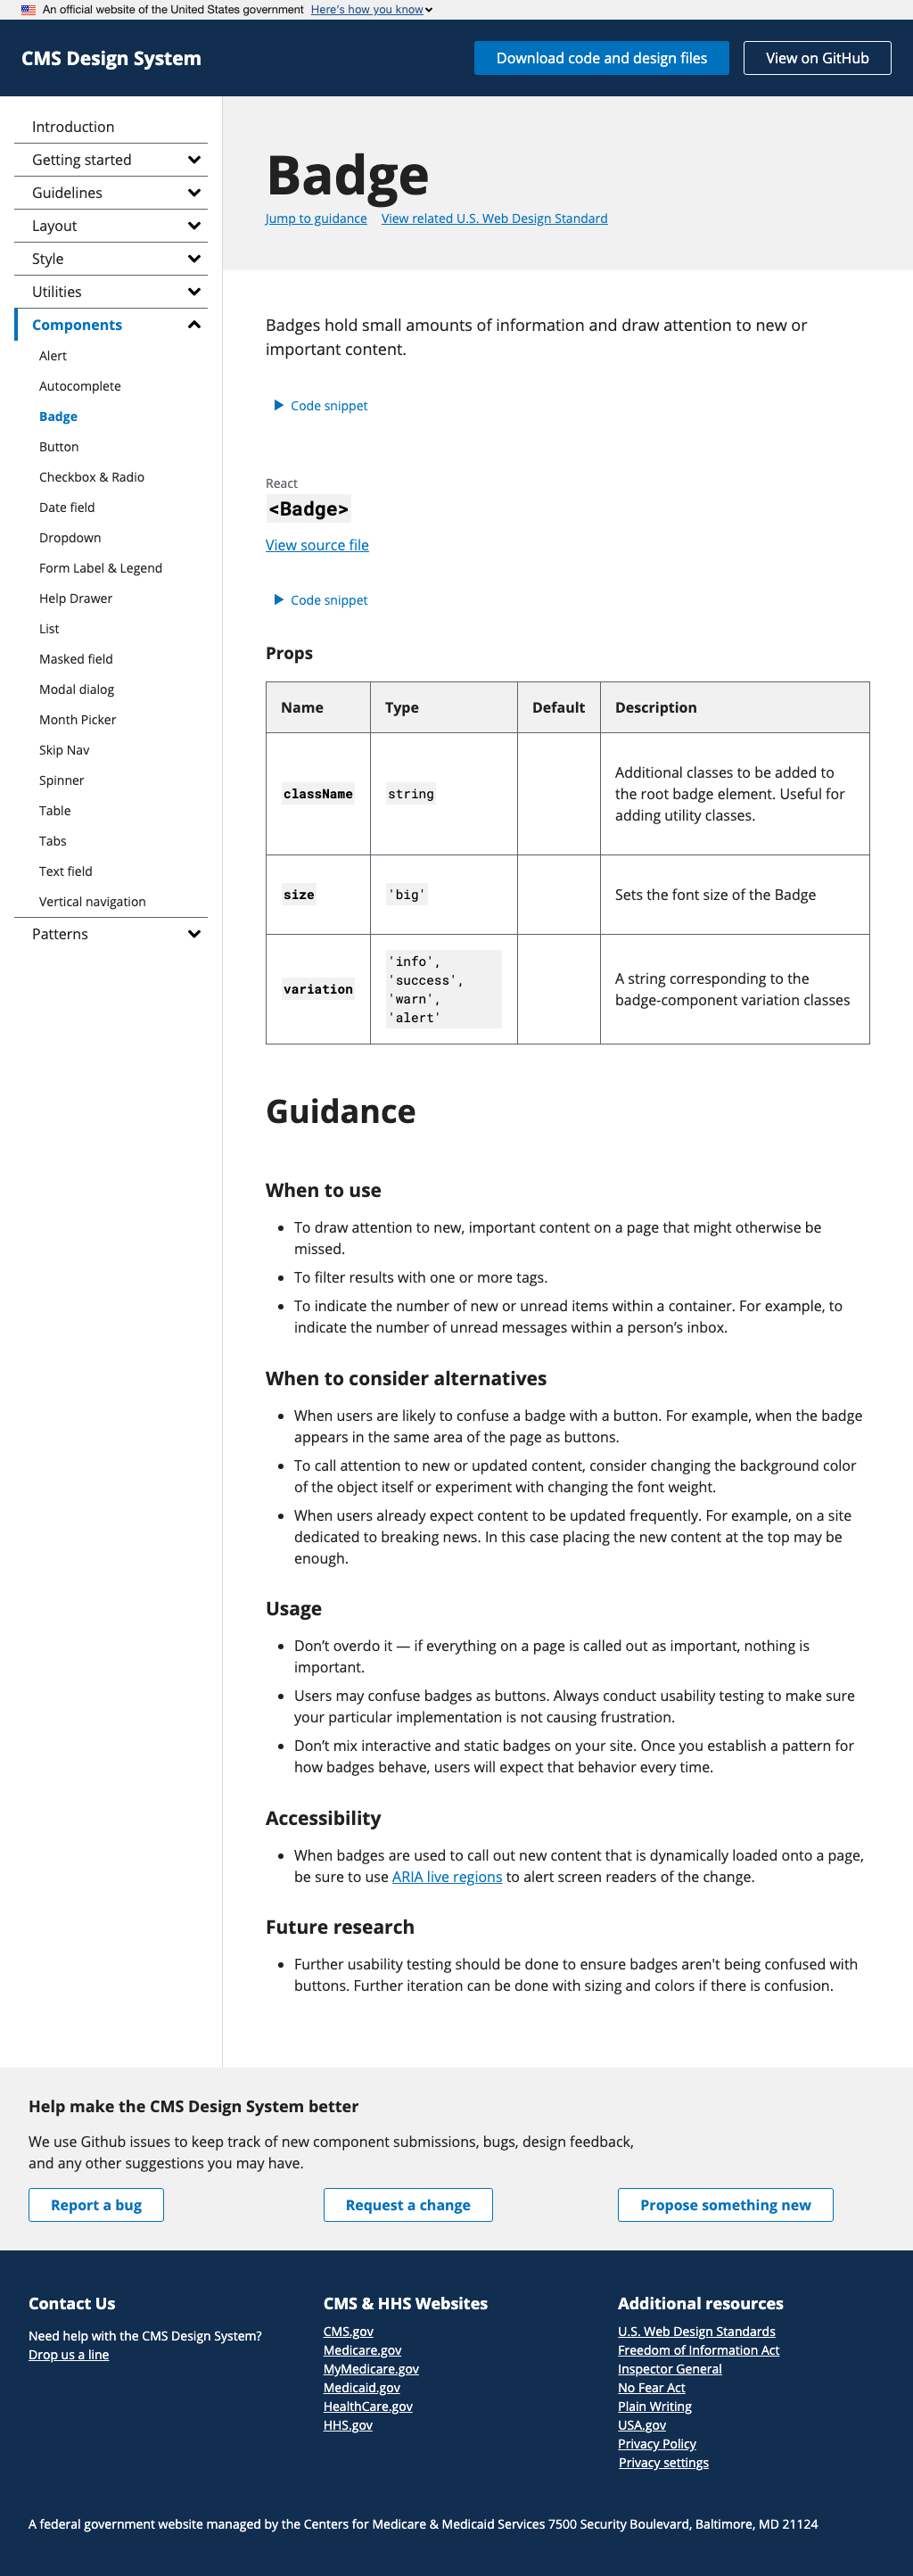 An official website of the United States government Here's how you know
CMS Design System
Download code and design files
View on GitHub
Introduction
Getting started
Guidelines
Layout
Style
Utilities
Components
Alert
Autocomplete
Badge
Button
Checkbox & Radio
Date field
Dropdown
Form Label & Legend
Help Drawer
List
Masked field
Modal dialog
Month Picker
Skip Nav
Spinner
Table
Tabs
Text field
Vertical navigation
Patterns
Badge
Jump to guidance View related U.S. Web Design Standard
Badges hold small amounts of information and draw attention to new or
important content.
Code snippet
React
<Badge>
View source file
Code snippet
Props
Name Type Default Description
className string Additional classes to be added to
the root badge element. Useful for
adding utility classes.
size 'big' Sets the font size of the Badge
variation 'info',
'success',
'warn',
'alert'
A string corresponding to the
badge-component variation classes
Guidance
When to use
To draw attention to new, important content on a page that might otherwise be
missed.
To filter results with one or more tags.
To indicate the number of new or unread items within a container. For example, to
indicate the number of unread messages within a person’s inbox.
When to consider alternatives
When users are likely to confuse a badge with a button. For example, when the badge
appears in the same area of the page as buttons.
To call attention to new or updated content, consider changing the background color
of the object itself or experiment with changing the font weight.
When users already expect content to be updated frequently. For example, on a site
dedicated to breaking news. In this case placing the new content at the top may be
enough.
Usage
Don’t overdo it — if everything on a page is called out as important, nothing is
important.
Users may confuse badges as buttons. Always conduct usability testing to make sure
your particular implementation is not causing frustration.
Don’t mix interactive and static badges on your site. Once you establish a pattern for
how badges behave, users will expect that behavior every time.
Accessibility
When badges are used to call out new content that is dynamically loaded onto a page,
be sure to use ARIA live regions to alert screen readers of the change.
Future research
Further usability testing should be done to ensure badges aren't being confused with
buttons. Further iteration can be done with sizing and colors if there is confusion.
Help make the CMS Design System better
We use Github issues to keep track of new component submissions, bugs, design feedback,
and any other suggestions you may have.
Report a bug
Request a change
Propose something new
Contact Us
Need help with the CMS Design System?
Drop us a line
CMS & HHS Websites
CMS.gov
Medicare.gov
MyMedicare.gov
Medicaid.gov
HealthCare.gov
HHS.gov
Additional resources
U.S. Web Design Standards
Freedom of Information Act
Inspector General
No Fear Act
Plain Writing
USA.gov
Privacy Policy
Privacy settings
A federal government website managed by the Centers for Medicare & Medicaid Services 7500 Security Boulevard, Baltimore, MD 21124